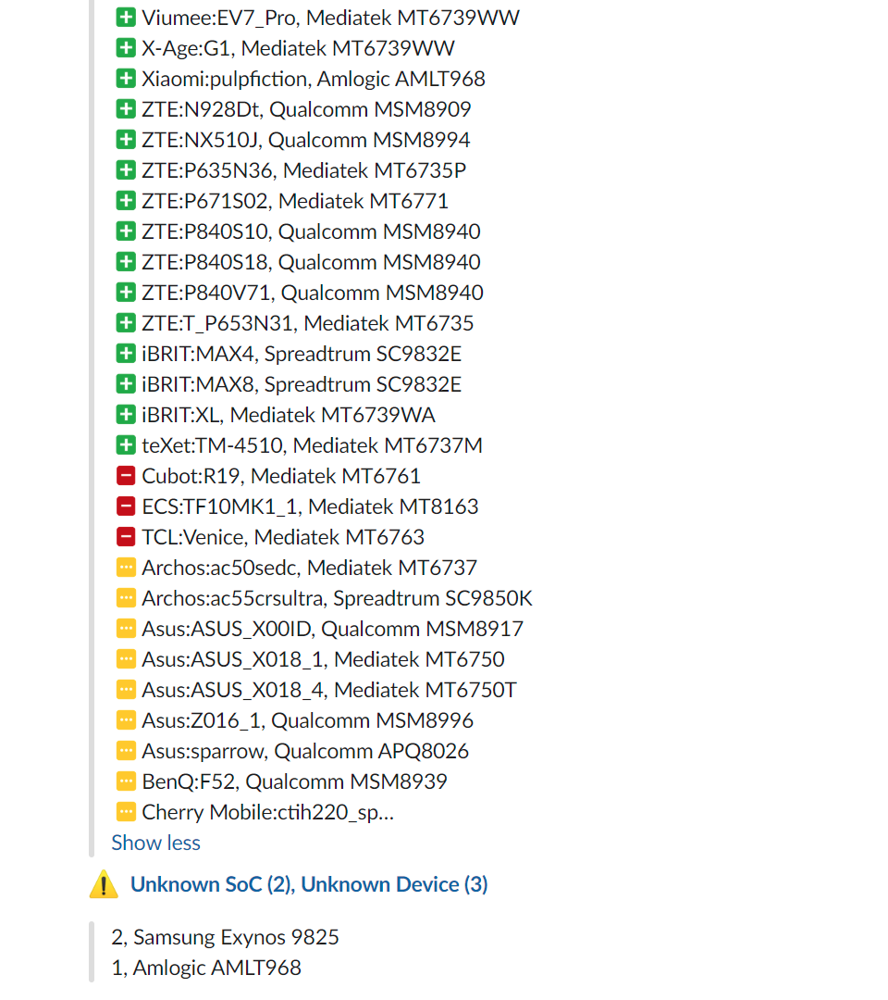 Viumee:EV7_Pro, Mediatek MT6739WW
X-Age:G1, Mediatek MT6739WW
Xiaomi:pulpfiction, Amlogic AMLT968
ZTE:N928Dt, Qualcomm MSM8909
ZTE:NX510J, Qualcomm MSM8994
ZTE:P635N36, Mediatek MT6735P
ZTE:P671S02, Mediatek MT6771
ZTE:P840S10, Qualcomm MSM8940
ZTE:P840S18, Qualcomm MSM8940
ZTE:P840V71, Qualcomm MSM8940
ZTE:T_P653N31, Mediatek MT6735
iBRIT:MAX4, Spreadtrum SC9832E
iBRIT:MAX8, Spreadtrum SC9832E
iBRIT:XL, Mediatek MT6739WA
teXet:TM-4510, Mediatek MT6737M
Cubot:R19, Mediatek MT6761
ECS:TF10MK1_1, Mediatek MT8163
TCL:Venice, Mediatek MT6763
Archos:ac50sedc, Mediatek MT6737
Archos:ac55crsultra, Spreadtrum SC9850K
Asus:ASUS_X00ID, Qualcomm MSM8917
Asus:ASUS_X018_1, Mediatek MT6750
Asus:ASUS_X018_4, Mediatek MT6750T
Asus:Z016_1, Qualcomm MSM8996
Asus:sparrow, Qualcomm APQ8026
BenQ:F52, Qualcomm MSM8939
Cherry Mobile:ctih220_sp...
Show less
Unknown SoC (2), Unknown Device (3)
2, Samsung Exynos 9825
1, Amlogic AMLT968